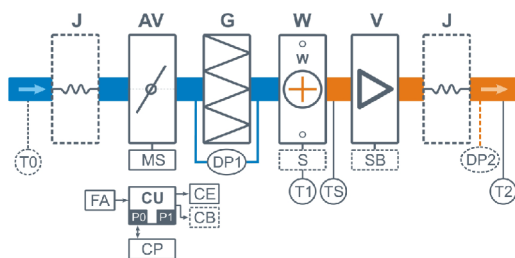 J AV G W V J
W
T0 MS DP1 S SB DP2
T1 TS T2
FA CU CE
P0 P1 CB
CP